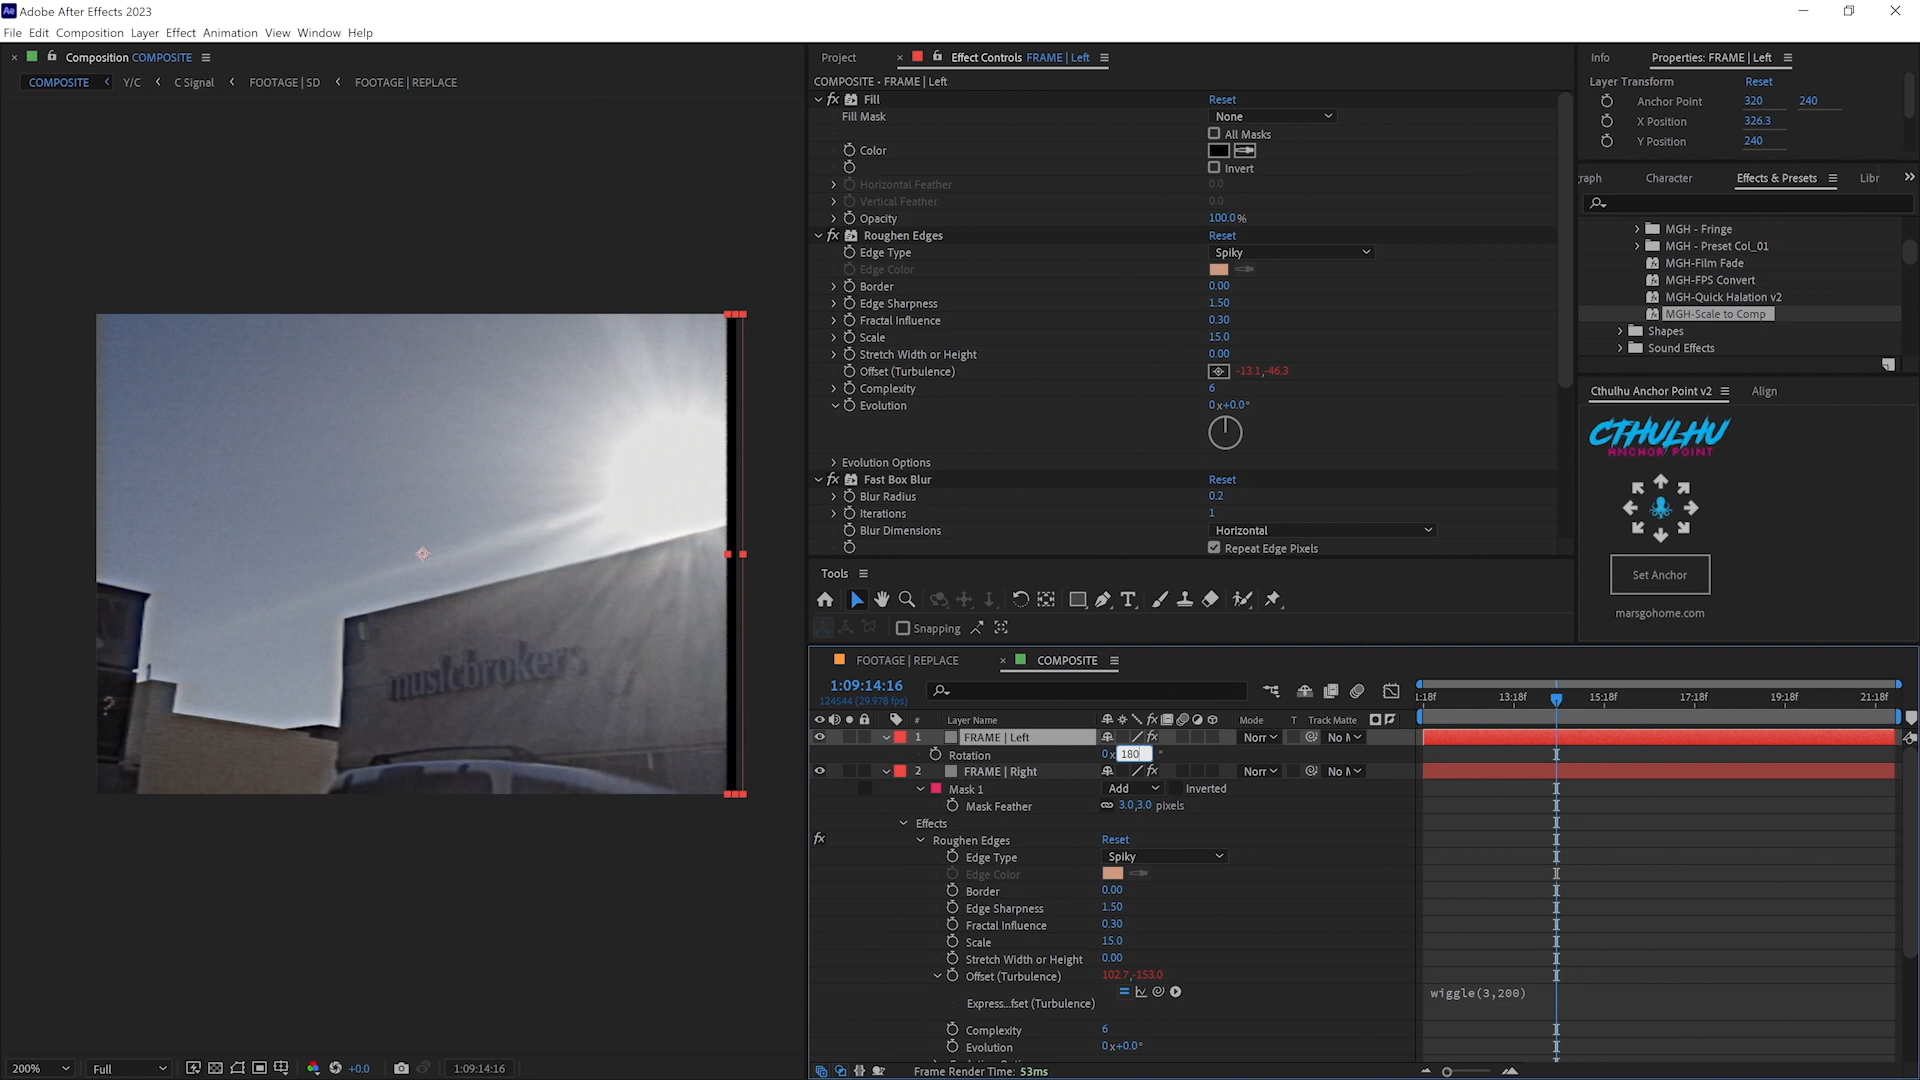 Adobe After Effects 2023
File Edit Composition Layer Effect Animation View Window Help
Composition COMPOSITE
COMPOSITE Y/C C Signal FOOTAGE | SD FOOTAGE | REPLACE
musicbrokers
200% Full +0.0 1:09:14:16
Project Effect Controls FRAME | Left
COMPOSITE • FRAME | Left
Fill Reset
Fill Mask None
All Masks
Color
Invert
Horizontal Feather 0.0
Vertical Feather 0.0
Opacity 100.0%
Roughen Edges Reset
Edge Type Spiky
Edge Color
Border 0.00
Edge Sharpness 1.50
Fractal Influence 0.30
Scale 15.0
Stretch Width or Height 0.00
Offset (Turbulence) -13.1,-46.3
Complexity 6
Evolution 0x+0.0°
Evolution Options
Fast Box Blur Reset
Blur Radius 0.2
Iterations 1
Blur Dimensions Horizontal
Repeat Edge Pixels
Tools
Snapping
Info Properties: FRAME | Left
Layer Transform Reset
Anchor Point 320 240
X Position 326.3
Y Position 240
raph Character Effects & Presets Libr
MGH - Fringe
MGH - Preset Col_01
MGH-Film Fade
MGH-FPS Convert
MGH-Quick Halation v2
MGH-Scale to Comp
Shapes
Sound Effects
Cthulhu Anchor Point v2 Align
CTHULHU
ANCHOR POINT
Set Anchor
marsgohome.com
FOOTAGE | REPLACE COMPOSITE
1:09:14:16
124544 (29.978 fps)
1:18f 13:18f 15:18f 17:18f 19:18f 21:18f
# Layer Name Mode T Track Matte
1 FRAME | Left Norr No M
Rotation 0x 180 °
2 FRAME | Right Norr No M
Mask 1 Add Inverted
Mask Feather 3.0,3.0 pixels
Effects
Roughen Edges Reset
Edge Type Spiky
Edge Color
Border 0.00
Edge Sharpness 1.50
Fractal Influence 0.30
Scale 15.0
Stretch Width or Height 0.00
Offset (Turbulence) 102.7,-153.0
Express...fset (Turbulence) wiggle(3,200)
Complexity 6
Evolution 0x+0.0°
Frame Render Time: 53ms